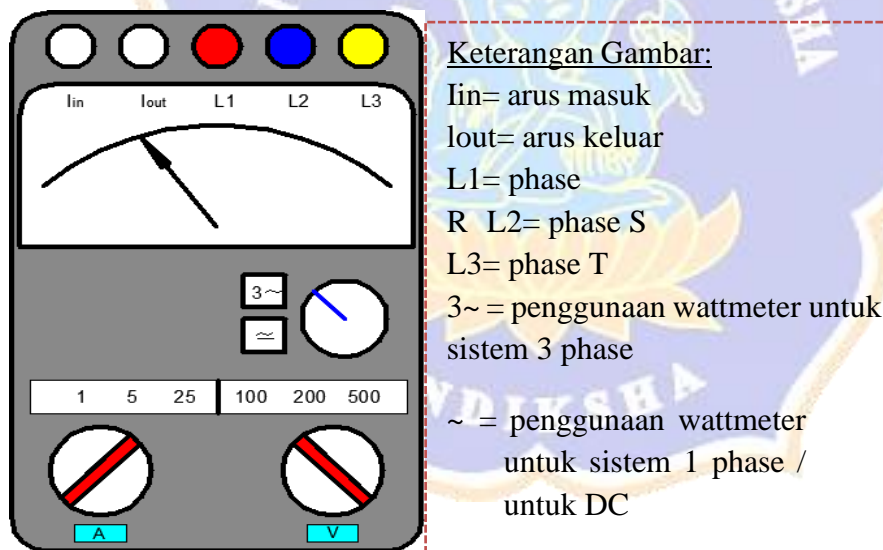 Iin Iout L1 L2 L3
3~
≃
1 5 25 100 200 500
A V
Keterangan Gambar:
Iin= arus masuk
lout= arus keluar
L1= phase
R L2= phase S
L3= phase T
3~ = penggunaan wattmeter untuk
sistem 3 phase
~ = penggunaan wattmeter
untuk sistem 1 phase /
untuk DC
NDIKSHA